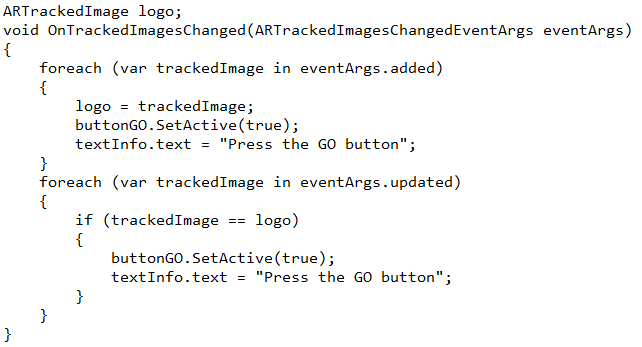 ARTrackedImage logo;
void OnTrackedImagesChanged(ARTrackedImagesChangedEventArgs eventArgs)
{
    foreach (var trackedImage in eventArgs.added)
    {
        logo = trackedImage;
        buttonGO.SetActive(true);
        textInfo.text = "Press the GO button";
    }
    foreach (var trackedImage in eventArgs.updated)
    {
        if (trackedImage == logo)
        {
            buttonGO.SetActive(true);
            textInfo.text = "Press the GO button";
        }
    }
}